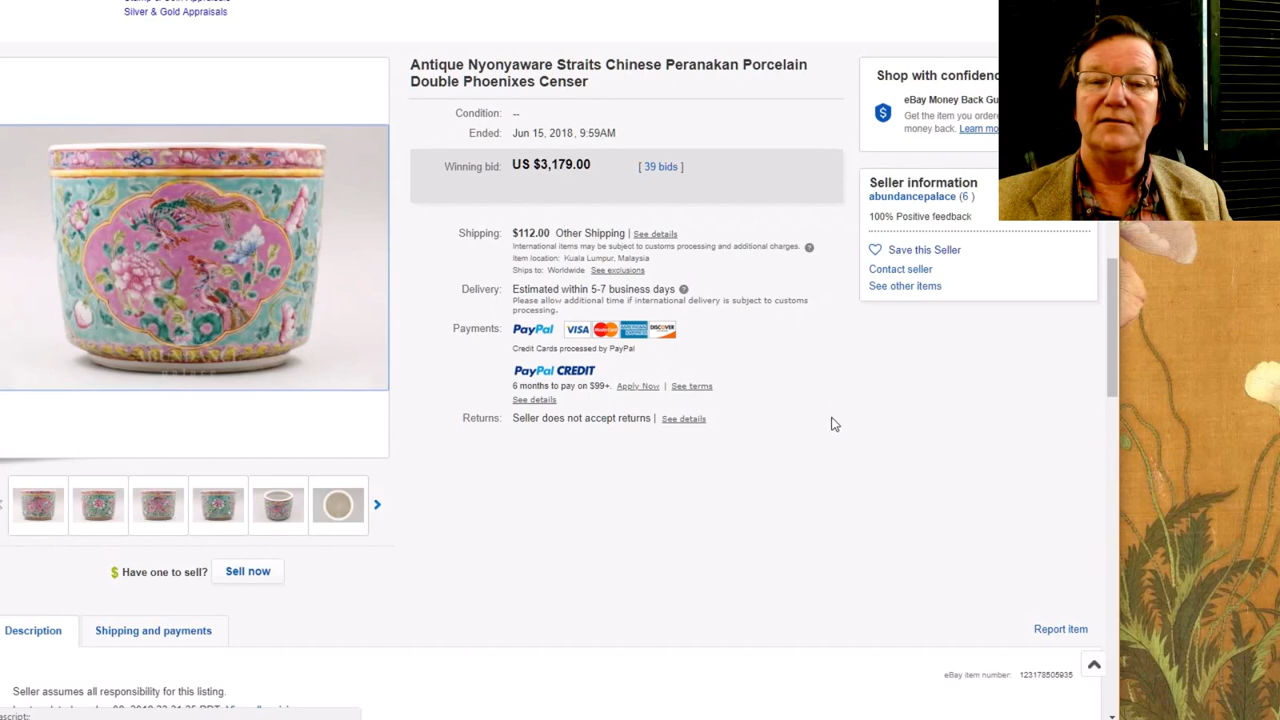 Silver & Gold Appraisals
Antique Nyonyaware Straits Chinese Peranakan Porcelain
Double Phoenixes Censer
Condition: --
Ended: Jun 15, 2018, 9:59AM
Winning bid: US $3,179.00 [ 39 bids ]
Shipping: $112.00 Other Shipping | See details
International items may be subject to customs processing and additional charges. ?
Item location: Kuala Lumpur, Malaysia
Ships to: Worldwide See exclusions
Delivery: Estimated within 5-7 business days ?
Please allow additional time if international delivery is subject to customs
processing.
Payments: PayPal VISA MasterCard DISCOVER
Credit Cards processed by PayPal
PayPal CREDIT
6 months to pay on $99+. Apply Now | See terms
See details
Returns: Seller does not accept returns | See details
Shop with confidenc
eBay Money Back Gu
$
Get the item you ordere
money back. Learn mo
Seller information
abundancepalace (6 )
100% Positive feedback
Save this Seller
Contact seller
See other items
palace
$ Have one to sell? Sell now
Description
Shipping and payments
Report item
eBay item number: 123178505935
Seller assumes all responsibility for this listing.
ascript:;